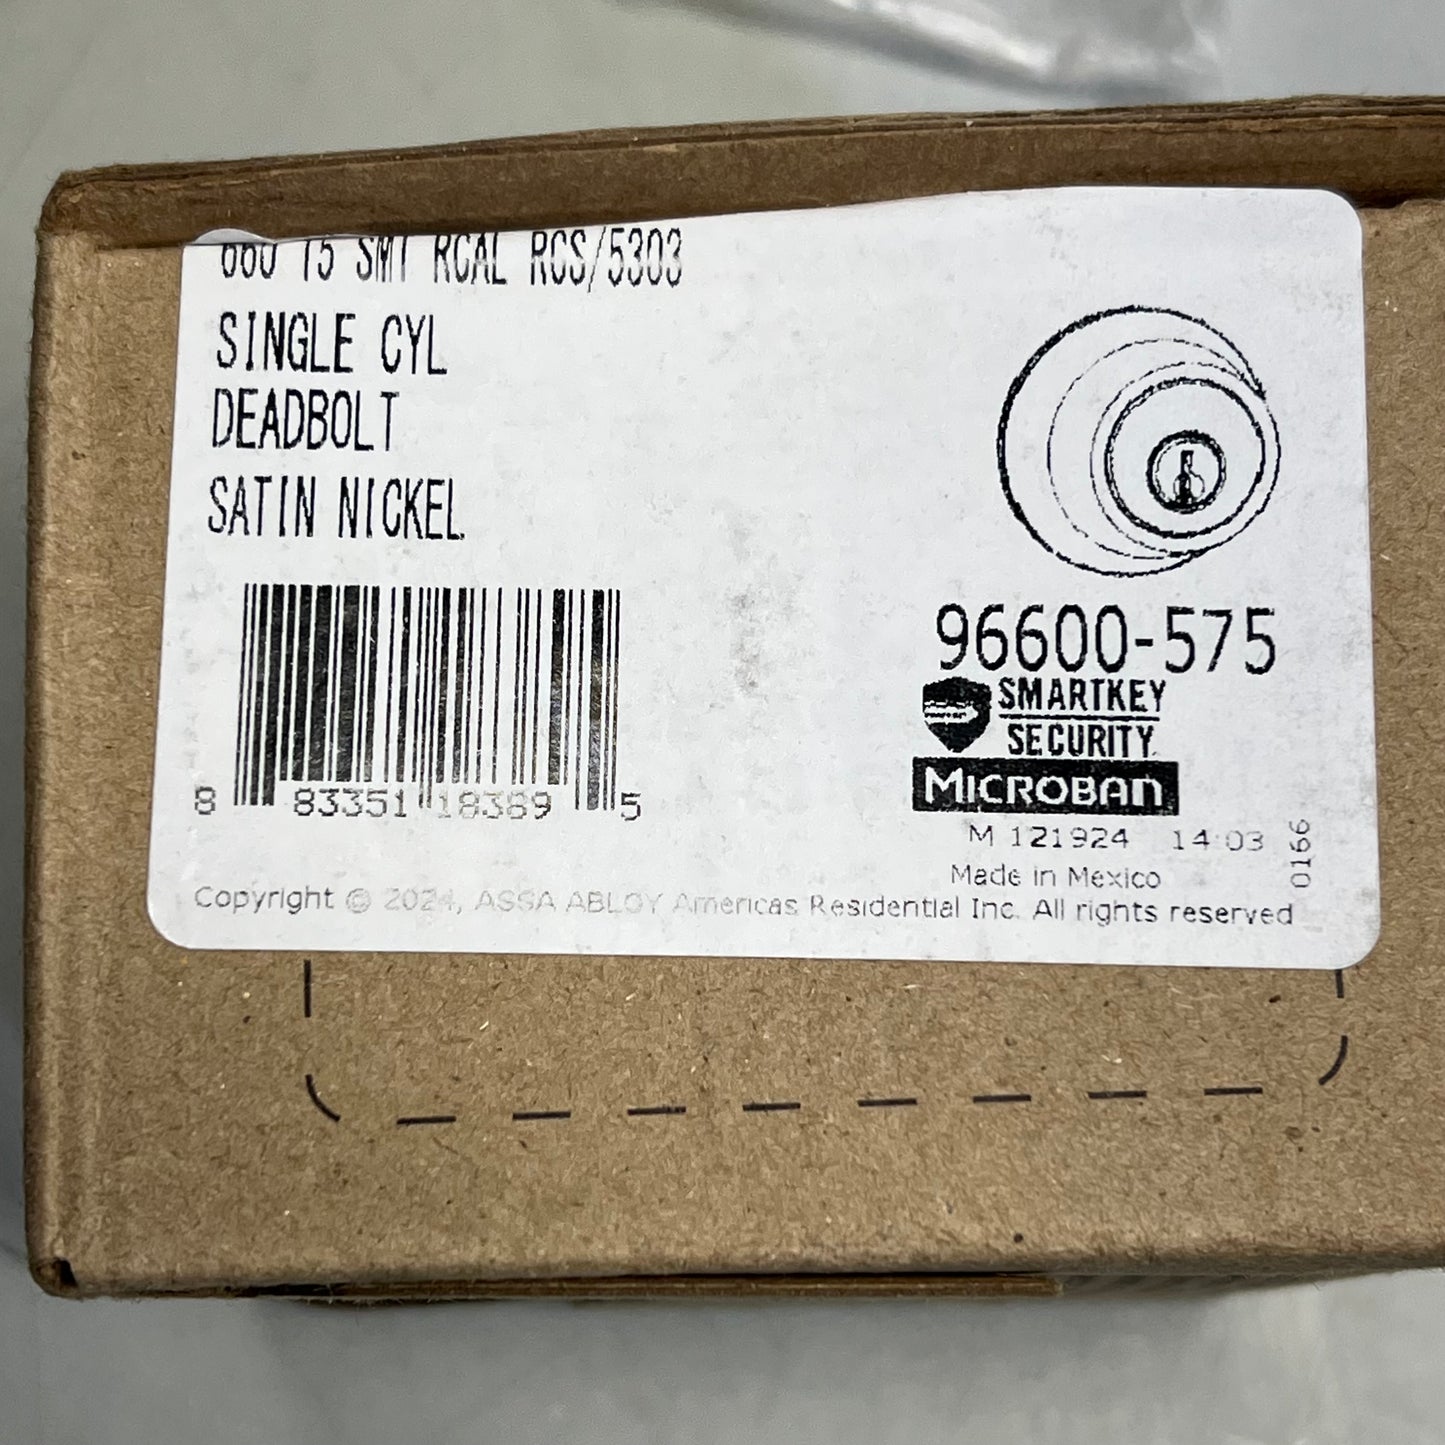 660 15 SMT RCAL RCS/5303
SINGLE CYL
DEADBOLT
SATIN NICKEL
8 83351 18389 5
96600-575
SMARTKEY
SECURITY
MICROBAN
M 121924 14:03
0166
Made in Mexico
Copyright © 2024, ASSA ABLOY Americas Residential Inc. All rights reserved